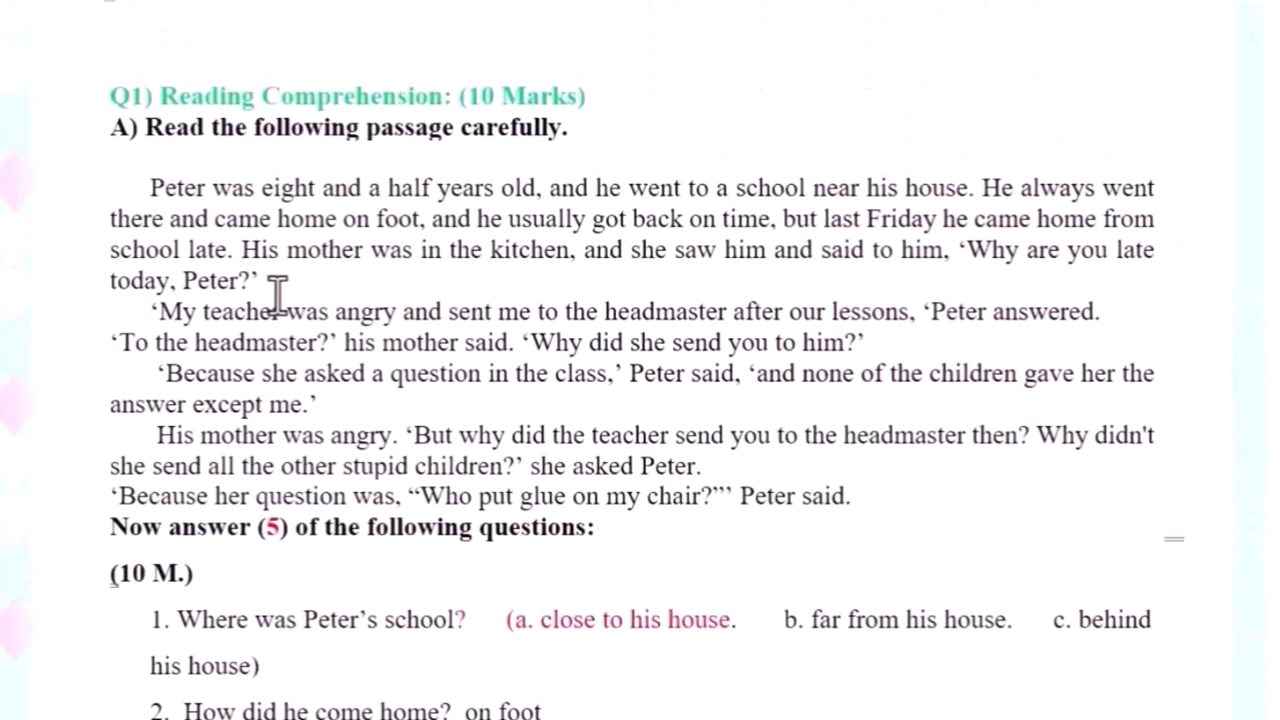 Q1) Reading Comprehension: (10 Marks)
A) Read the following passage carefully.
Peter was eight and a half years old, and he went to a school near his house. He always went
there and came home on foot, and he usually got back on time, but last Friday he came home from
school late. His mother was in the kitchen, and she saw him and said to him, ‘Why are you late
today, Peter?’
‘My teacher was angry and sent me to the headmaster after our lessons, ‘Peter answered.
‘To the headmaster?’ his mother said. ‘Why did she send you to him?’
‘Because she asked a question in the class,’ Peter said, ‘and none of the children gave her the
answer except me.’
His mother was angry. ‘But why did the teacher send you to the headmaster then? Why didn't
she send all the other stupid children?’ she asked Peter.
‘Because her question was, “Who put glue on my chair?”’ Peter said.
Now answer (5) of the following questions:
(10 M.)
1. Where was Peter’s school? (a. close to his house. b. far from his house. c. behind
his house)
2. How did he come home? on foot